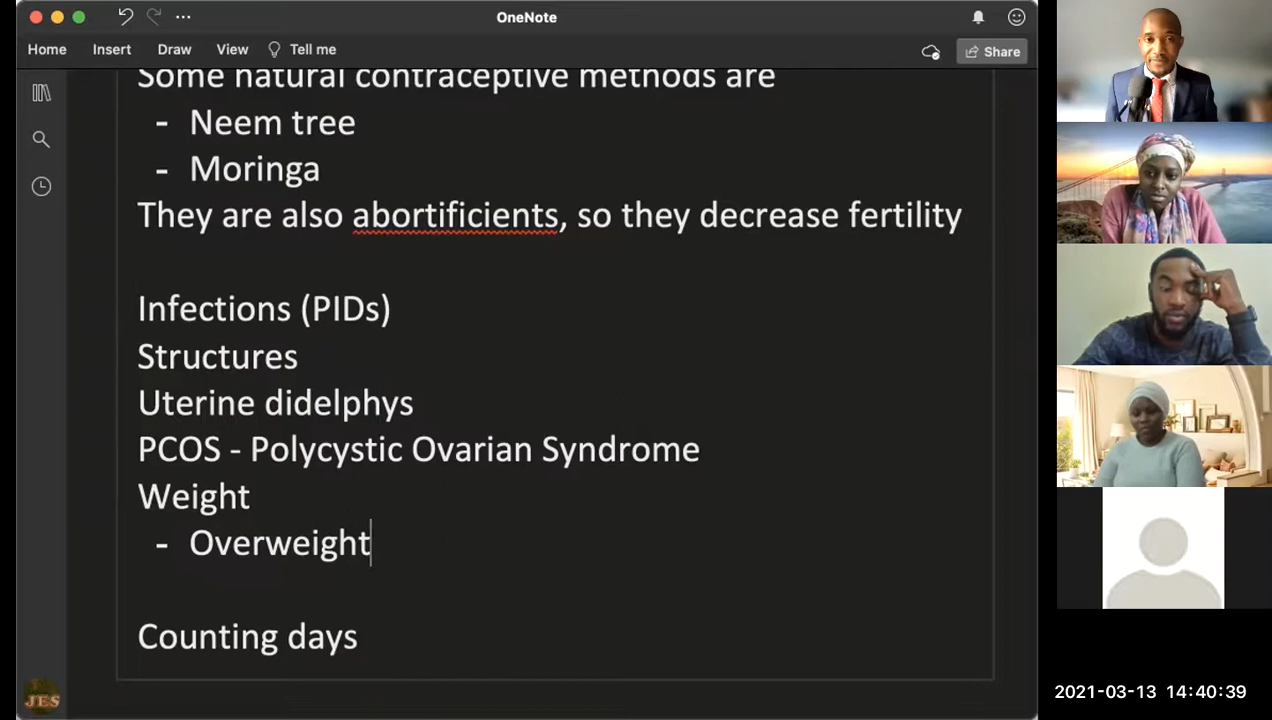 OneNote
Home Insert Draw View Tell me Share
Some natural contraceptive methods are
- Neem tree
- Moringa
They are also abortificients, so they decrease fertility
Infections (PIDs)
Structures
Uterine didelphys
PCOS - Polycystic Ovarian Syndrome
Weight
- Overweight
Counting days
JES
2021-03-13 14:40:39